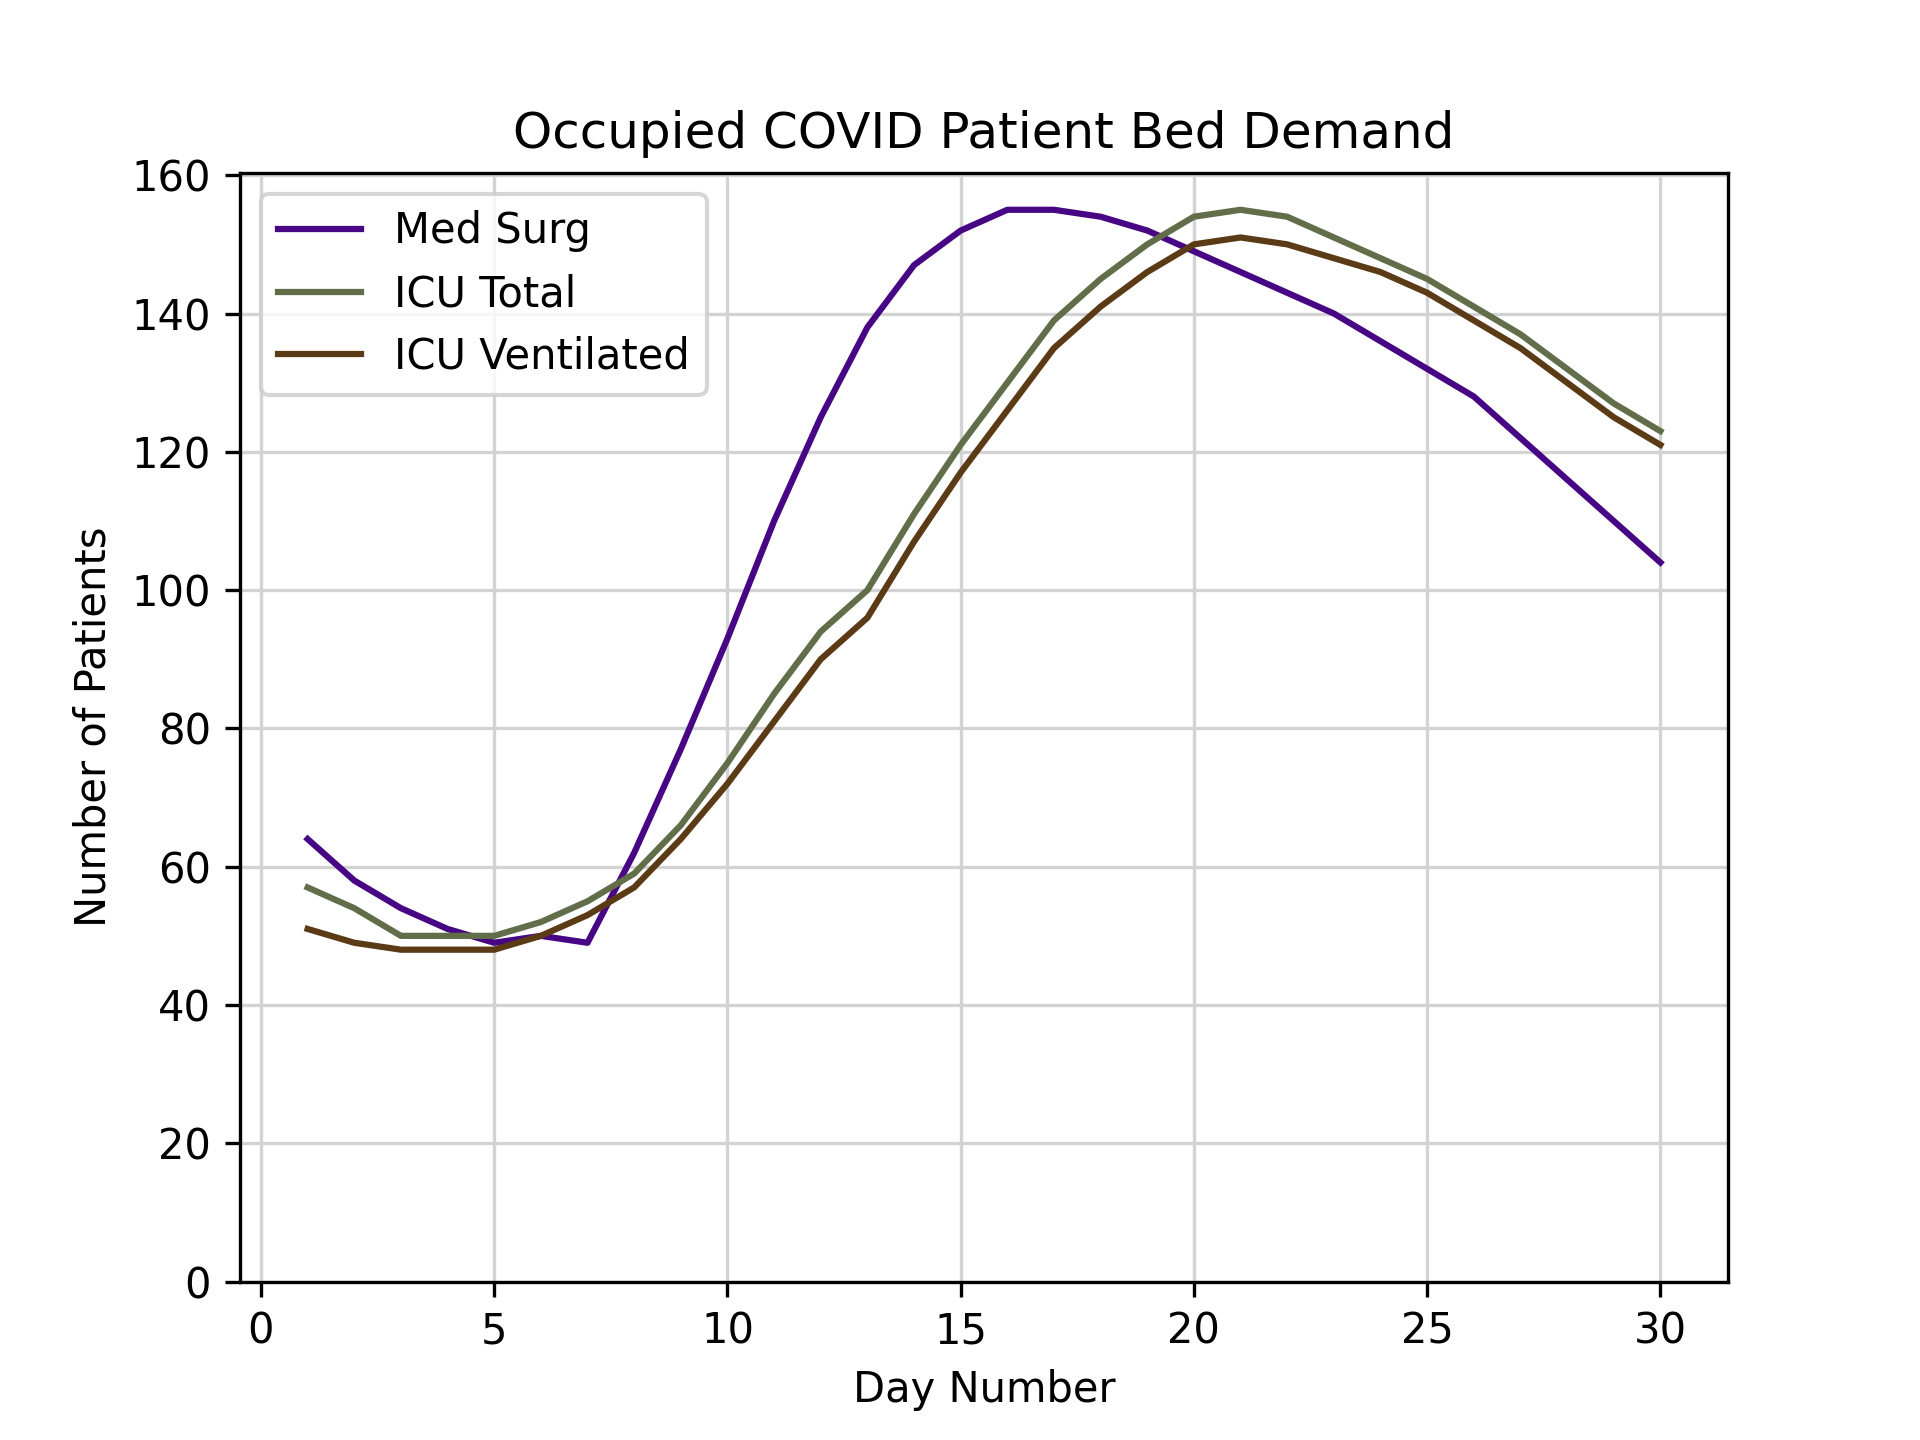 Occupied COVID Patient Bed Demand
160
140
120
100
80
60
40
20
0
Number of Patients
Med Surg
ICU Total
ICU Ventilated
0 5 10 15 20 25 30
Day Number